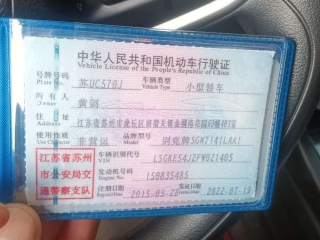 中华人民共和国机动车行驶证
Vehicle License of the People's Republic of China
号牌号码 苏UC570J 车辆类型 小型轿车
Plate No. Vehicle Type
所有人 黄剑
Owner
住址
Address
使用性质 非营运 品牌型号 别克牌SGM7141LAA1
Use Character Model
江苏省苏州
市公安局交
通警察支队
车辆识别代号
VIN
发动机号码 150835485
Engine No.
注册日期 发证日期 2022-07-19
Register Date Issue Date